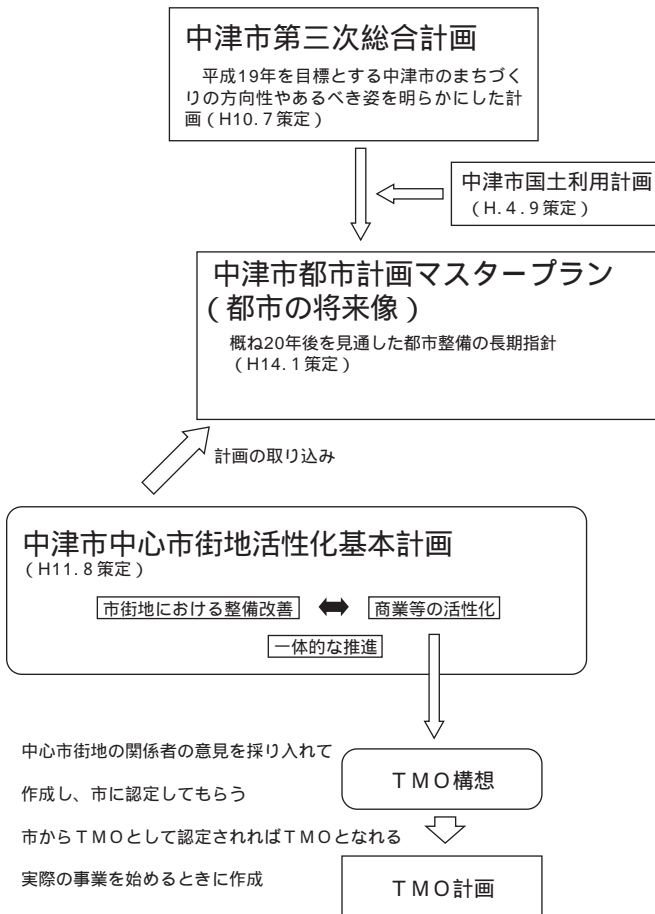 中津市第三次総合計画
平成19年を目標とする中津市のまちづく
りの方向性やあるべき姿を明らかにした計
画（H10.7策定）
中津市国土利用計画
（H.4.9策定）
中津市都市計画マスタープラン
（都市の将来像）
概ね20年後を見通した都市整備の長期指針
（H14.1策定）
計画の取り込み
中津市中心市街地活性化基本計画
（H11.8策定）
市街地における整備改善
商業等の活性化
一体的な推進
中心市街地の関係者の意見を採り入れて
作成し、市に認定してもらう
TMO構想
市からTMOとして認定されればTMOとなれる
実際の事業を始めるときに作成
TMO計画